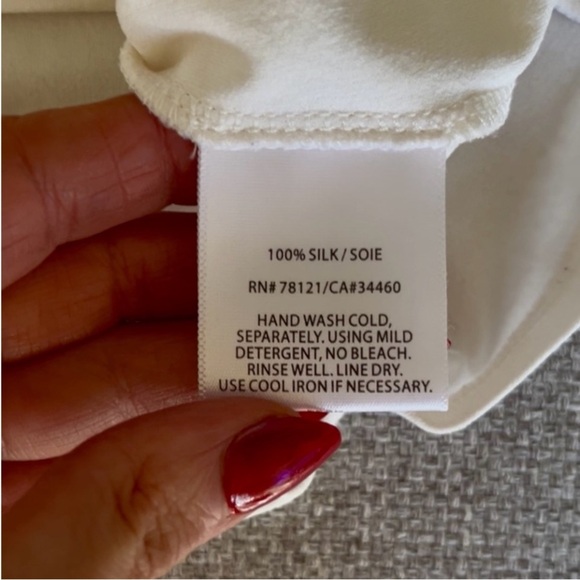 100% SILK / SOIE
RN# 78121/CA#34460
HAND WASH COLD,
SEPARATELY. USING MILD
DETERGENT, NO BLEACH.
RINSE WELL. LINE DRY.
USE COOL IRON IF NECESSARY.